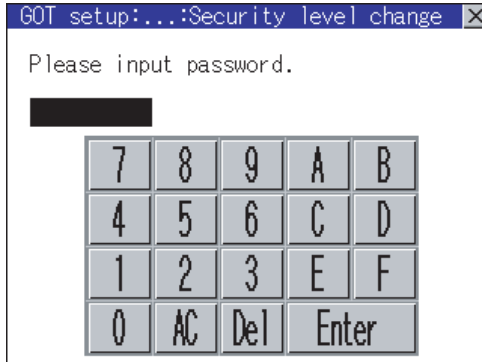 GOT setup:...:Security level change ×
Please input password.
7 8 9 A B
4 5 6 C D
1 2 3 E F
0 AC Del Enter